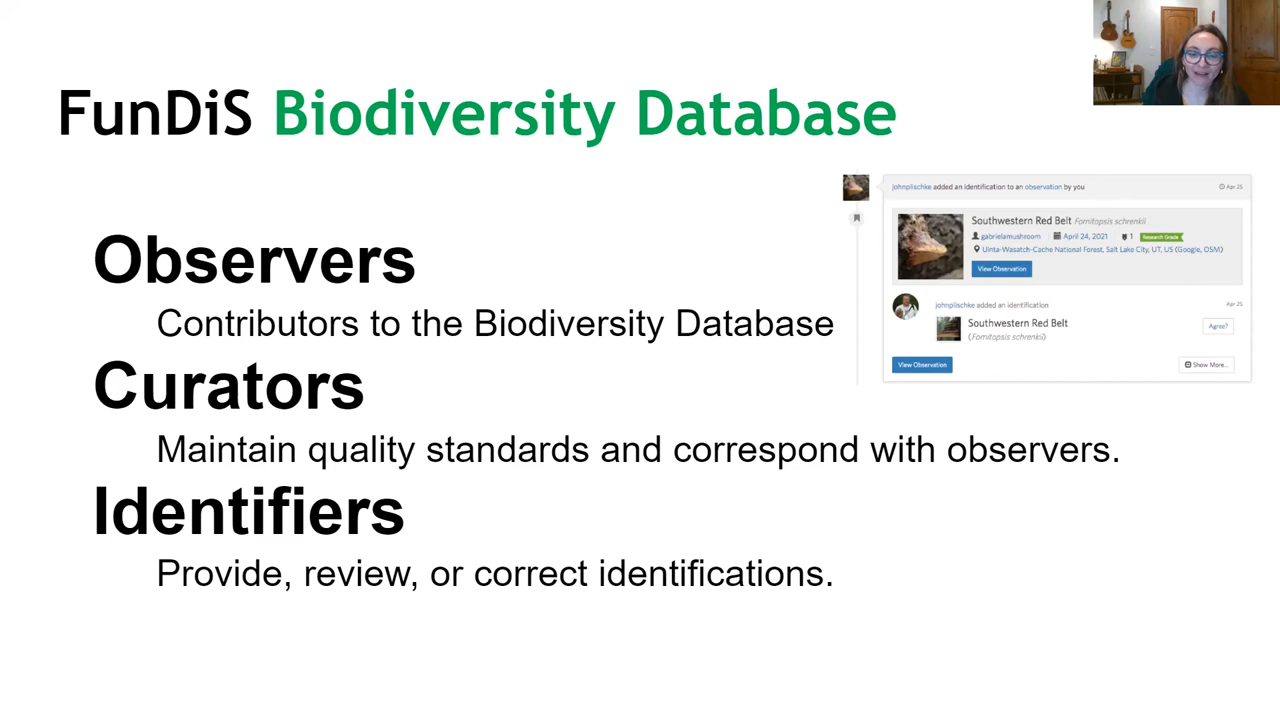 FunDiS Biodiversity Database
johnplischke added an identification to an observation by you
Apr 25
Southwestern Red Belt Fomitopsis schrenkii
gabrielamushroom April 24, 2021 1 Research Grade
Uinta-Wasatch-Cache National Forest, Salt Lake City, UT, US (Google, OSM)
View Observation
johnplischke added an identification
Apr 25
Southwestern Red Belt
(Fomitopsis schrenkii)
Agree?
View Observation
Show More...
Observers
Contributors to the Biodiversity Database
Curators
Maintain quality standards and correspond with observers.
Identifiers
Provide, review, or correct identifications.